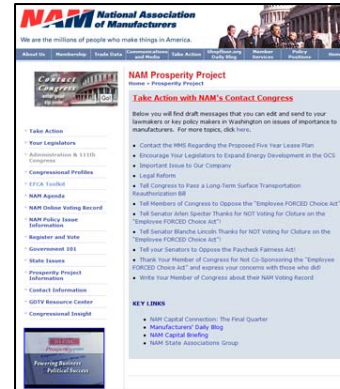 NAM National Association
of Manufacturers
We are the millions of people who make things in America.
About Us Membership Trade Data Communications and Media Take Action Shopfloor.org Daily Blog Member Services Policy Positions
Contact
Congress
Go!
NAM Prosperity Project
Home » Prosperity Project
Take Action with NAM's Contact Congress
Below you will find draft messages that you can edit and send to your
lawmakers or key policy makers in Washington on issues of importance to
manufacturers. For more topics, click here.
Contact the MMS Regarding the Proposed Five Year Lease Plan
Encourage Your Legislators to Expand Energy Development in the OCS
Important Issue to Our Company
Legal Reform
Tell Congress to Pass a Long-Term Surface Transportation
Reauthorization Bill
Tell Members of Congress to Oppose the "Employee FORCED Choice Act"
Tell Senator Arlen Specter Thanks for NOT Voting for Cloture on the
"Employee FORCED Choice Act"!
Tell Senator Blanche Lincoln Thanks for NOT Voting for Cloture on the
"Employee FORCED Choice Act"!
Tell your Senators to Oppose the Paycheck Fairness Act!
Thank Your Member of Congress for Not Co-Sponsoring the "Employee
FORCED Choice Act" and express your concerns with those who did!
Write Your Member of Congress about their NAM Voting Record
KEY LINKS
NAM Capital Connection: The Final Quarter
Manufacturers' Daily Blog
NAM Capital Briefing
NAM State Associations Group
Take Action
Your Legislators
Administration & 111th
Congress
Congressional Profiles
EFCA Toolkit
NAM Agenda
NAM Online Voting Record
NAM Policy Issue
Information
Register and Vote
Government 101
State Issues
Prosperity Project
Information
Contact Information
GOTV Resource Center
Congressional Insight
Powering Business
Political Success